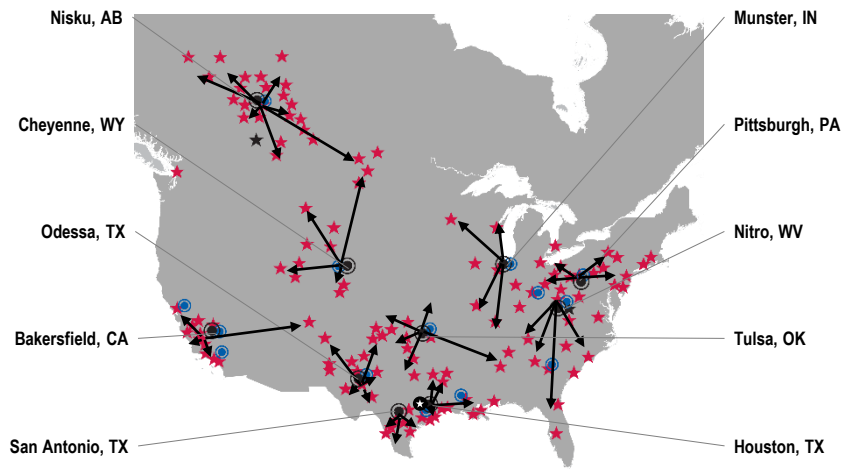 Nisku, AB
Munster, IN
Cheyenne, WY
Pittsburgh, PA
Odessa, TX
Nitro, WV
Bakersfield, CA
Tulsa, OK
San Antonio, TX
Houston, TX